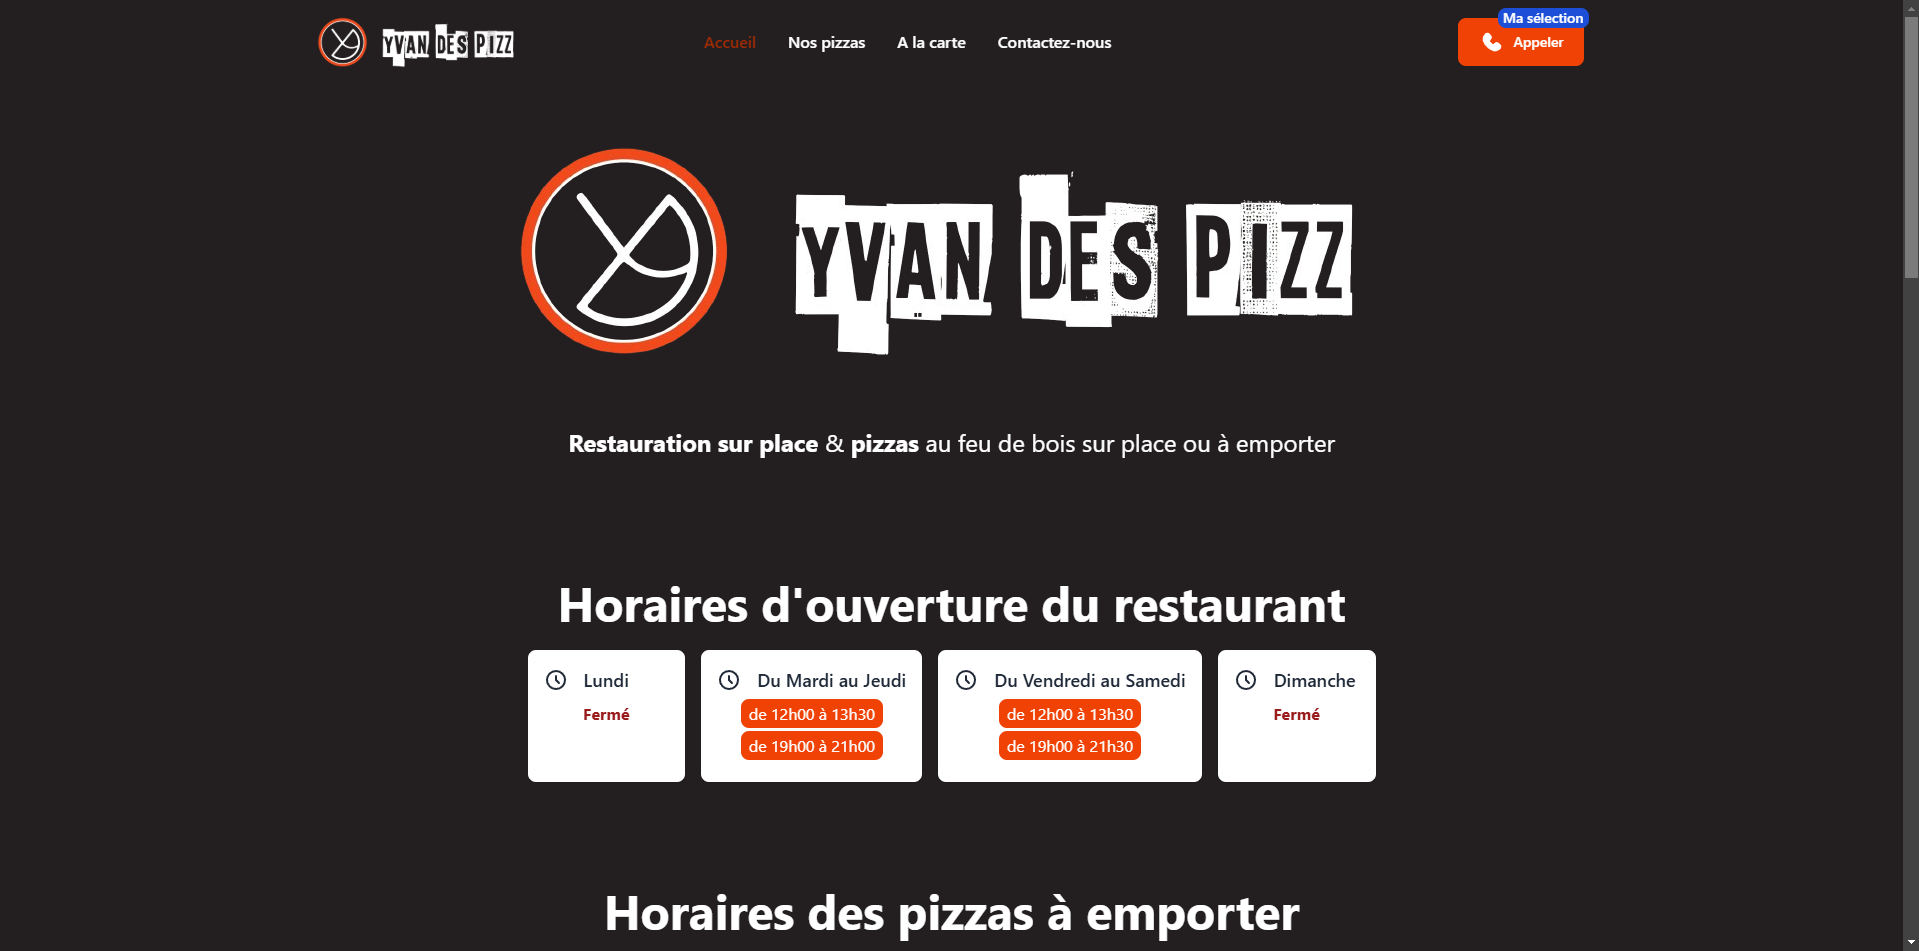 YVAN DES PIZZ
Accueil
Nos pizzas
A la carte
Contactez-nous
Ma sélection
Appeler
YVAN DES PIZZ
Restauration sur place & pizzas au feu de bois sur place ou à emporter
Horaires d'ouverture du restaurant
Lundi
Fermé
Du Mardi au Jeudi
de 12h00 à 13h30
de 19h00 à 21h00
Du Vendredi au Samedi
de 12h00 à 13h30
de 19h00 à 21h30
Dimanche
Fermé
Horaires des pizzas à emporter